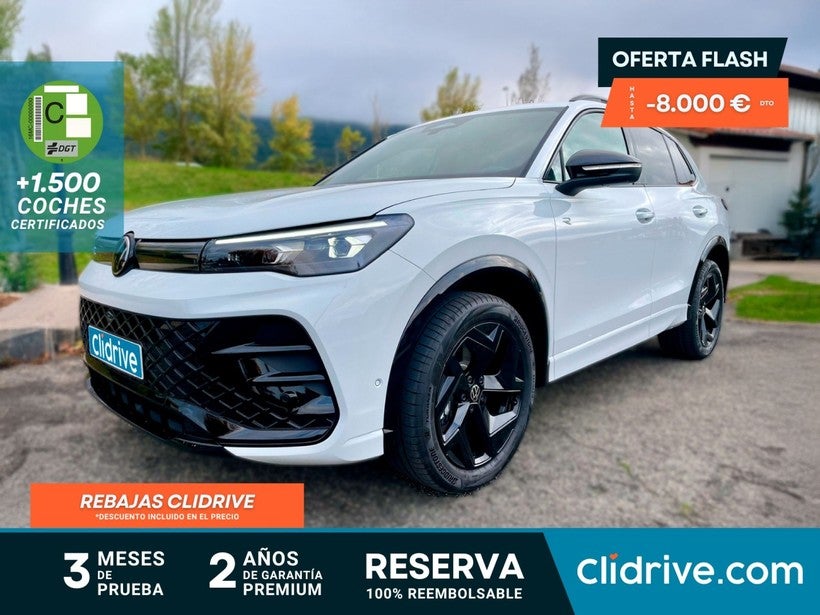 OFERTA FLASH
HASTA
-8.000 € DTO
C
DGT
+1.500
COCHES
CERTIFICADOS
clidrive
BRIDGESTONE
REBAJAS CLIDRIVE
*DESCUENTO INCLUIDO EN EL PRECIO
3 MESES DE PRUEBA
2 AÑOS DE GARANTÍA PREMIUM
RESERVA
100% REEMBOLSABLE
Clidrive.com